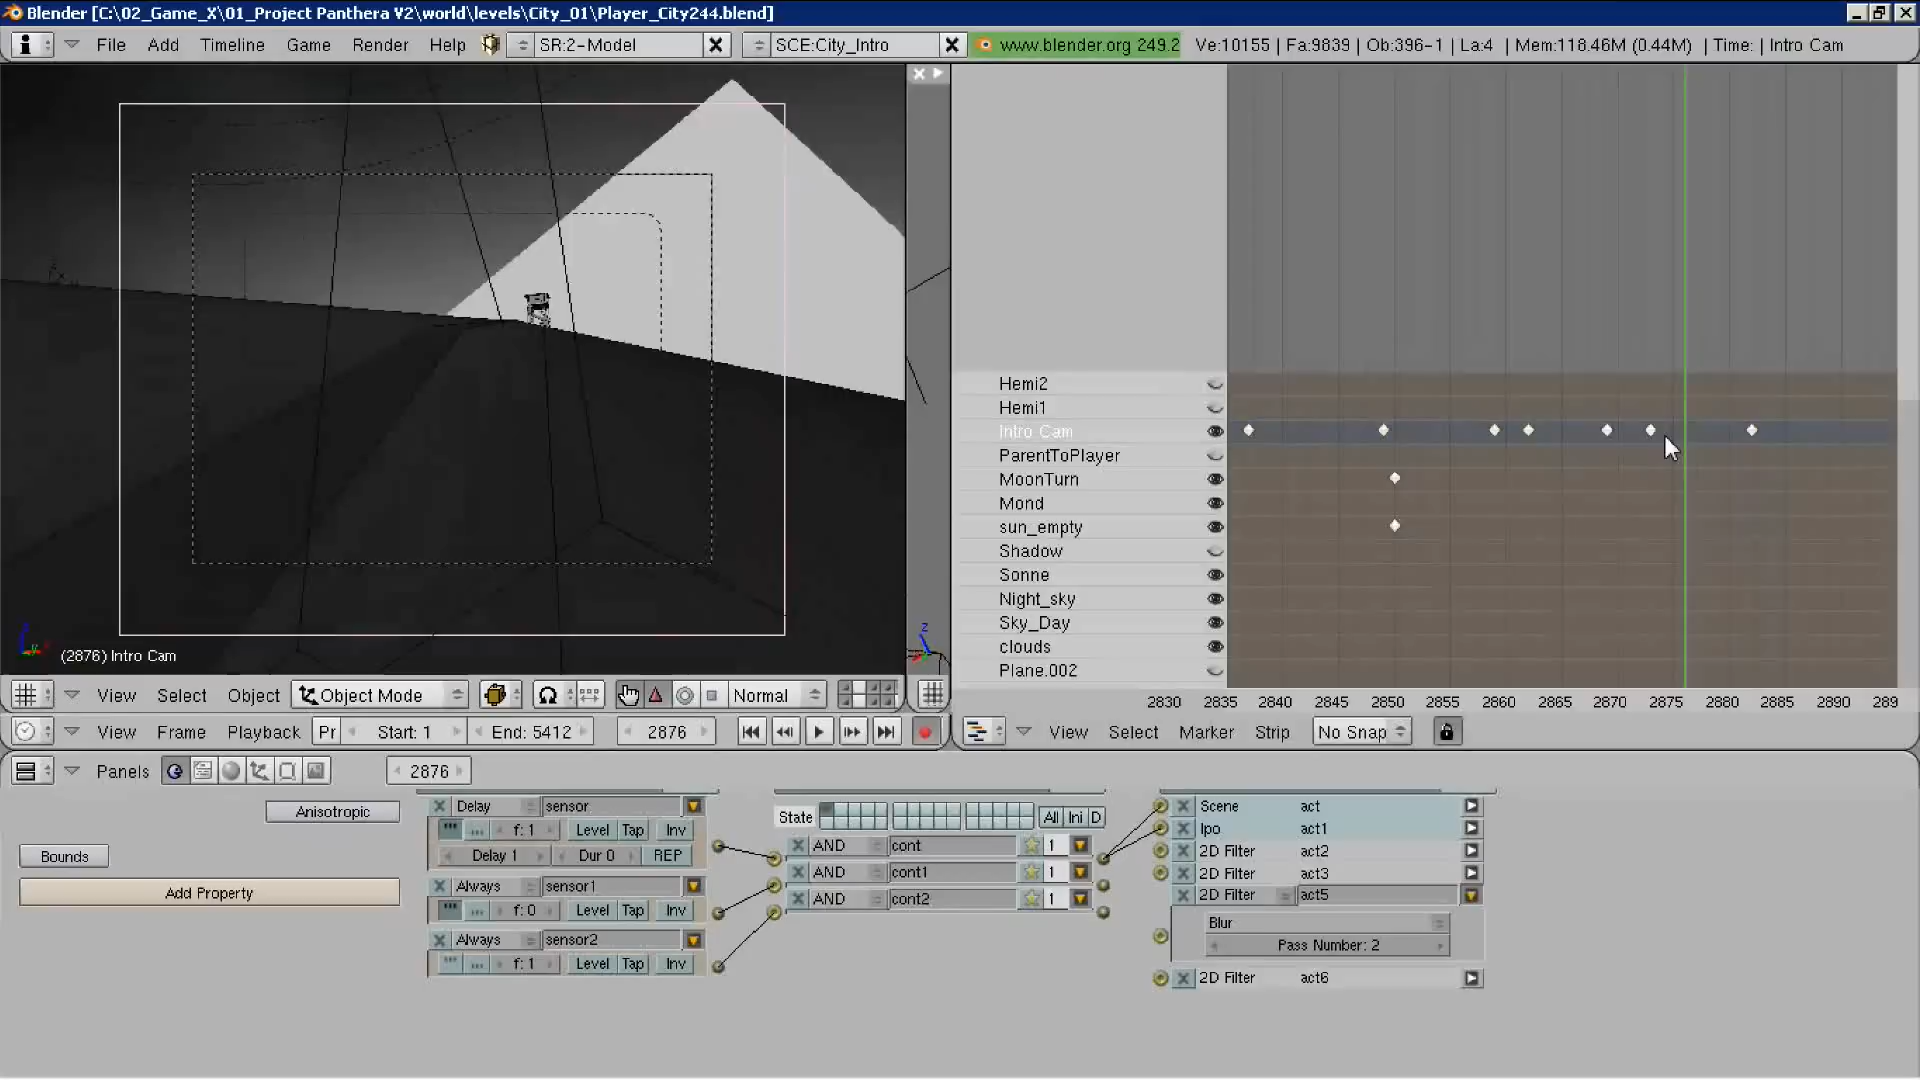 Blender [C:\02_Game_X\01_Project Panthera V2\world\levels\City_01\Player_City244.blend]
File Add Timeline Game Render Help SR:2-Model SCE:City_Intro www.blender.org 249.2 Ve:10155 | Fa:9839 | Ob:396-1 | La:4 | Mem:118.46M (0.44M) | Time: | Intro Cam
Hemi2
Hemi1
Intro Cam
ParentToPlayer
MoonTurn
Mond
sun_empty
Shadow
Sonne
Night_sky
Sky_Day
clouds
Plane.002
(2876) Intro Cam
View Select Object Object Mode Normal
2830 2835 2840 2845 2850 2855 2860 2865 2870 2875 2880 2885 2890 289
View Frame Playback Pr Start: 1 End: 5412 2876
View Select Marker Strip No Snap
Panels 2876
Anisotropic
Bounds
Add Property
Delay sensor
f: 1 Level Tap Inv
Delay 1 Dur 0 REP
Always sensor1
f: 0 Level Tap Inv
Always sensor2
f: 1 Level Tap Inv
State All Ini D
AND cont 1
AND cont1 1
AND cont2 1
Scene act
Ipo act1
2D Filter act2
2D Filter act3
2D Filter act5
Blur
Pass Number: 2
2D Filter act6